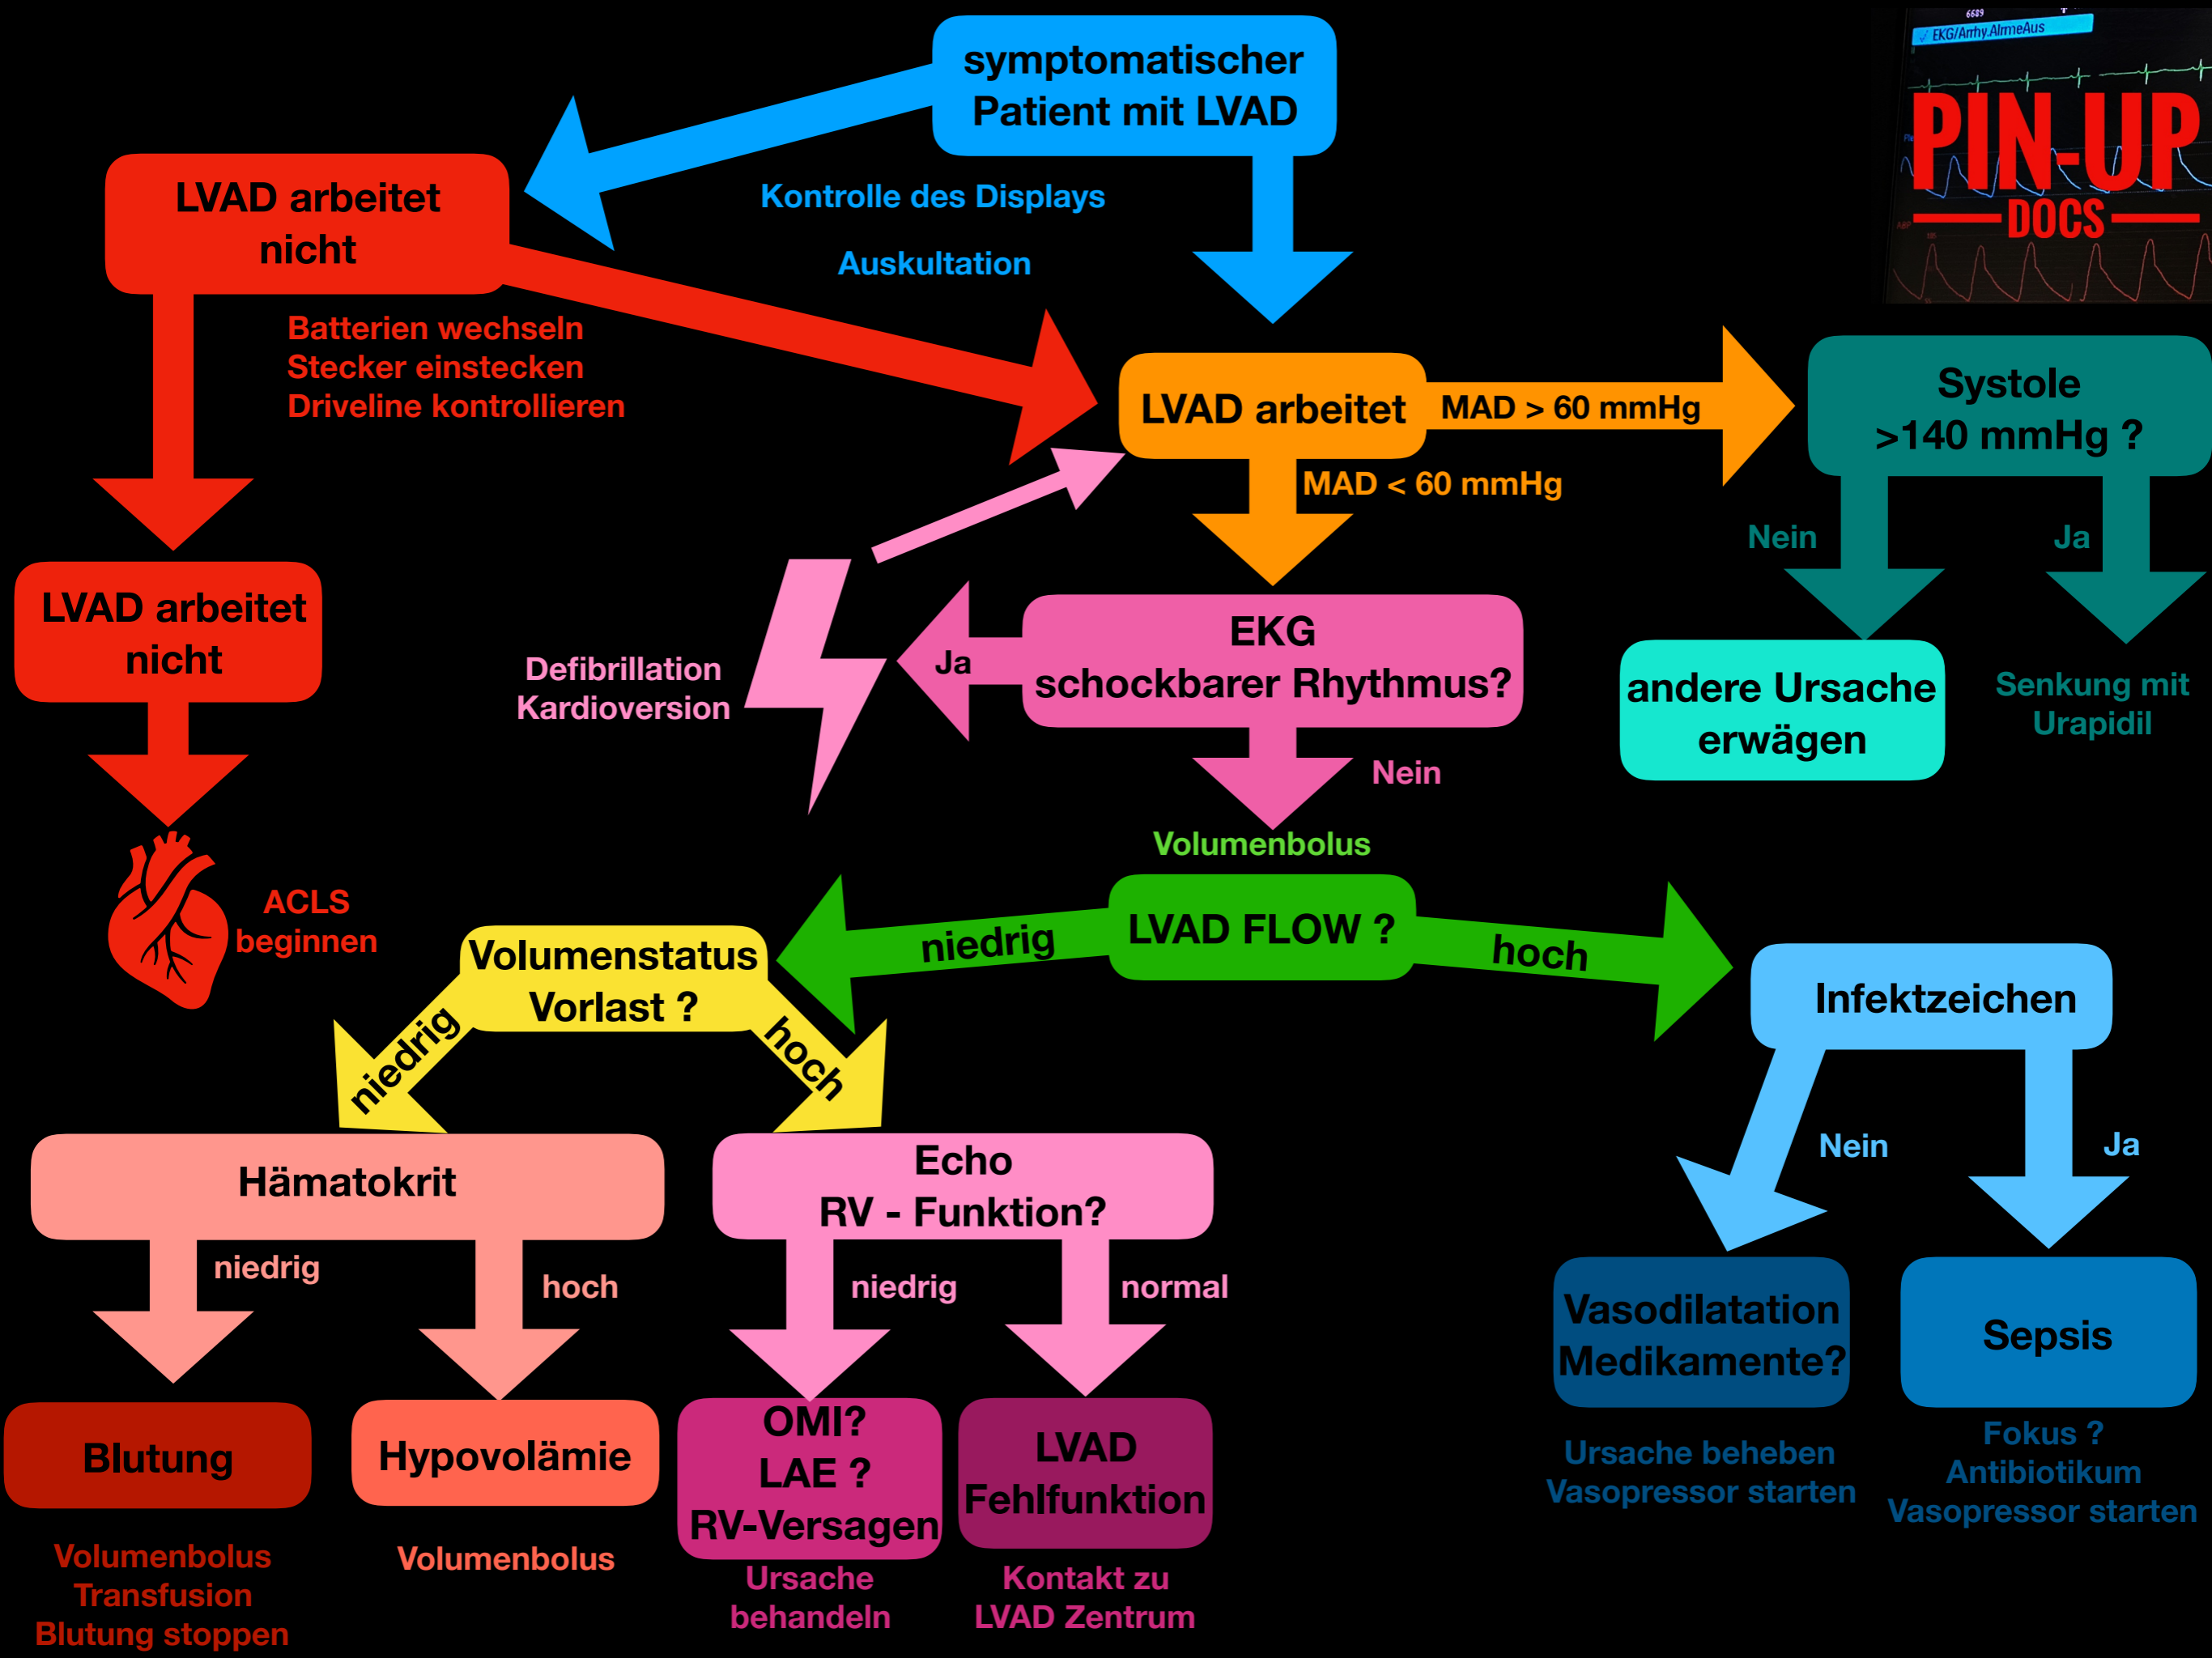 symptomatischer
Patient mit LVAD
6689
EKG/Arrhy.AlrmeAus
PIN-UP
DOCS
Kontrolle des Displays
Auskultation
LVAD arbeitet
nicht
Batterien wechseln
Stecker einstecken
Driveline kontrollieren
LVAD arbeitet
MAD > 60 mmHg
Systole
>140 mmHg ?
MAD < 60 mmHg
Nein
Ja
LVAD arbeitet
nicht
EKG
schockbarer Rhythmus?
Ja
Defibrillation
Kardioversion
andere Ursache
erwägen
Senkung mit
Urapidil
Nein
Volumenbolus
LVAD FLOW ?
niedrig
hoch
ACLS
beginnen
Volumenstatus
Vorlast ?
niedrig
hoch
Infektzeichen
Nein
Ja
Hämatokrit
niedrig
hoch
Echo
RV - Funktion?
niedrig
normal
Vasodilatation
Medikamente?
Sepsis
Blutung
Hypovolämie
OMI?
LAE ?
RV-Versagen
LVAD
Fehlfunktion
Ursache beheben
Vasopressor starten
Fokus ?
Antibiotikum
Vasopressor starten
Volumenbolus
Transfusion
Blutung stoppen
Volumenbolus
Ursache
behandeln
Kontakt zu
LVAD Zentrum